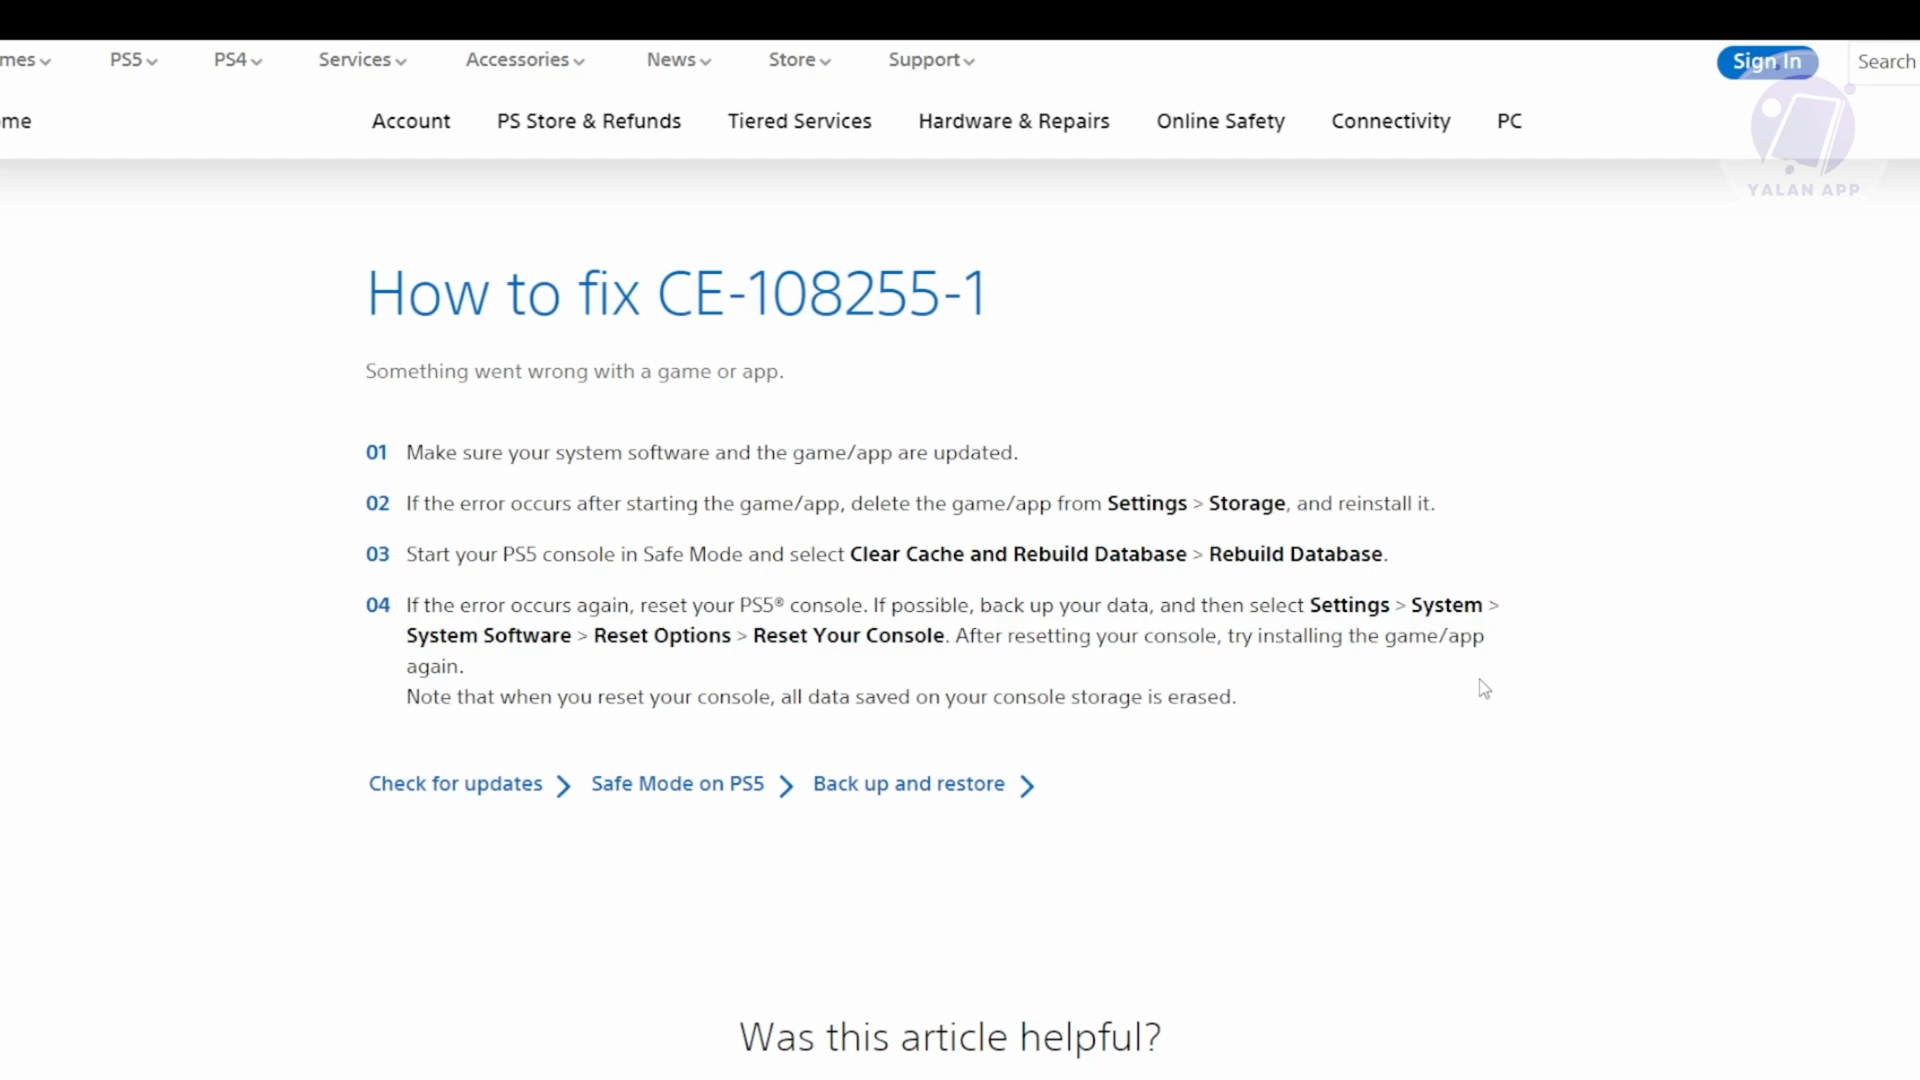 mes PS5 PS4 Services Accessories News Store Support Sign In Search
me Account PS Store & Refunds Tiered Services Hardware & Repairs Online Safety Connectivity PC
YALAN APP
How to fix CE-108255-1
Something went wrong with a game or app.
01 Make sure your system software and the game/app are updated.
02 If the error occurs after starting the game/app, delete the game/app from Settings > Storage, and reinstall it.
03 Start your PS5 console in Safe Mode and select Clear Cache and Rebuild Database > Rebuild Database.
04 If the error occurs again, reset your PS5® console. If possible, back up your data, and then select Settings > System >
System Software > Reset Options > Reset Your Console. After resetting your console, try installing the game/app
again.
Note that when you reset your console, all data saved on your console storage is erased.
Check for updates Safe Mode on PS5 Back up and restore
Was this article helpful?